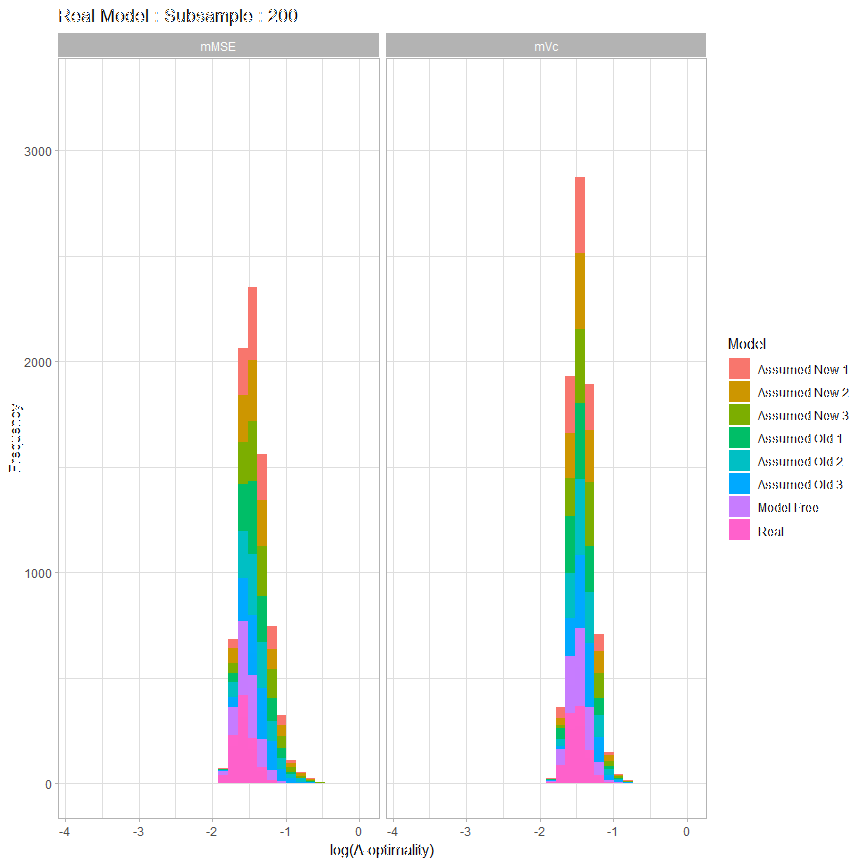 Real Model : Subsample : 200
mMSE
mVc
3000
2000
1000
0
Frequency
-4 -3 -2 -1 0
-4 -3 -2 -1 0
log(A-optimality)
Model
Assumed New 1
Assumed New 2
Assumed New 3
Assumed Old 1
Assumed Old 2
Assumed Old 3
Model Free
Real